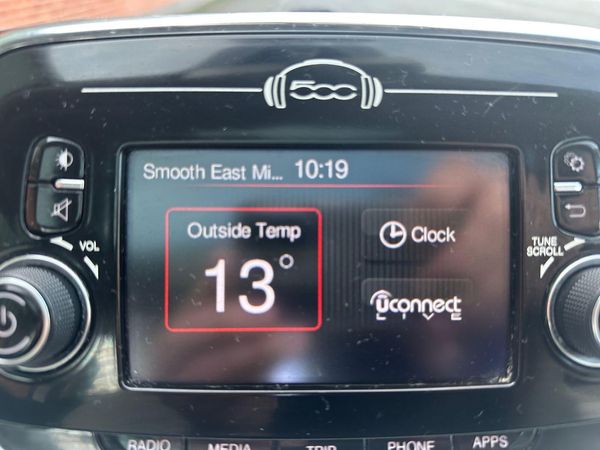 500
Smooth East Mi... 10:19
VOL
TUNE
SCROLL
Outside Temp
13°
Clock
uconnect
LIVE
RADIO
MEDIA
TRIP
PHONE
APPS